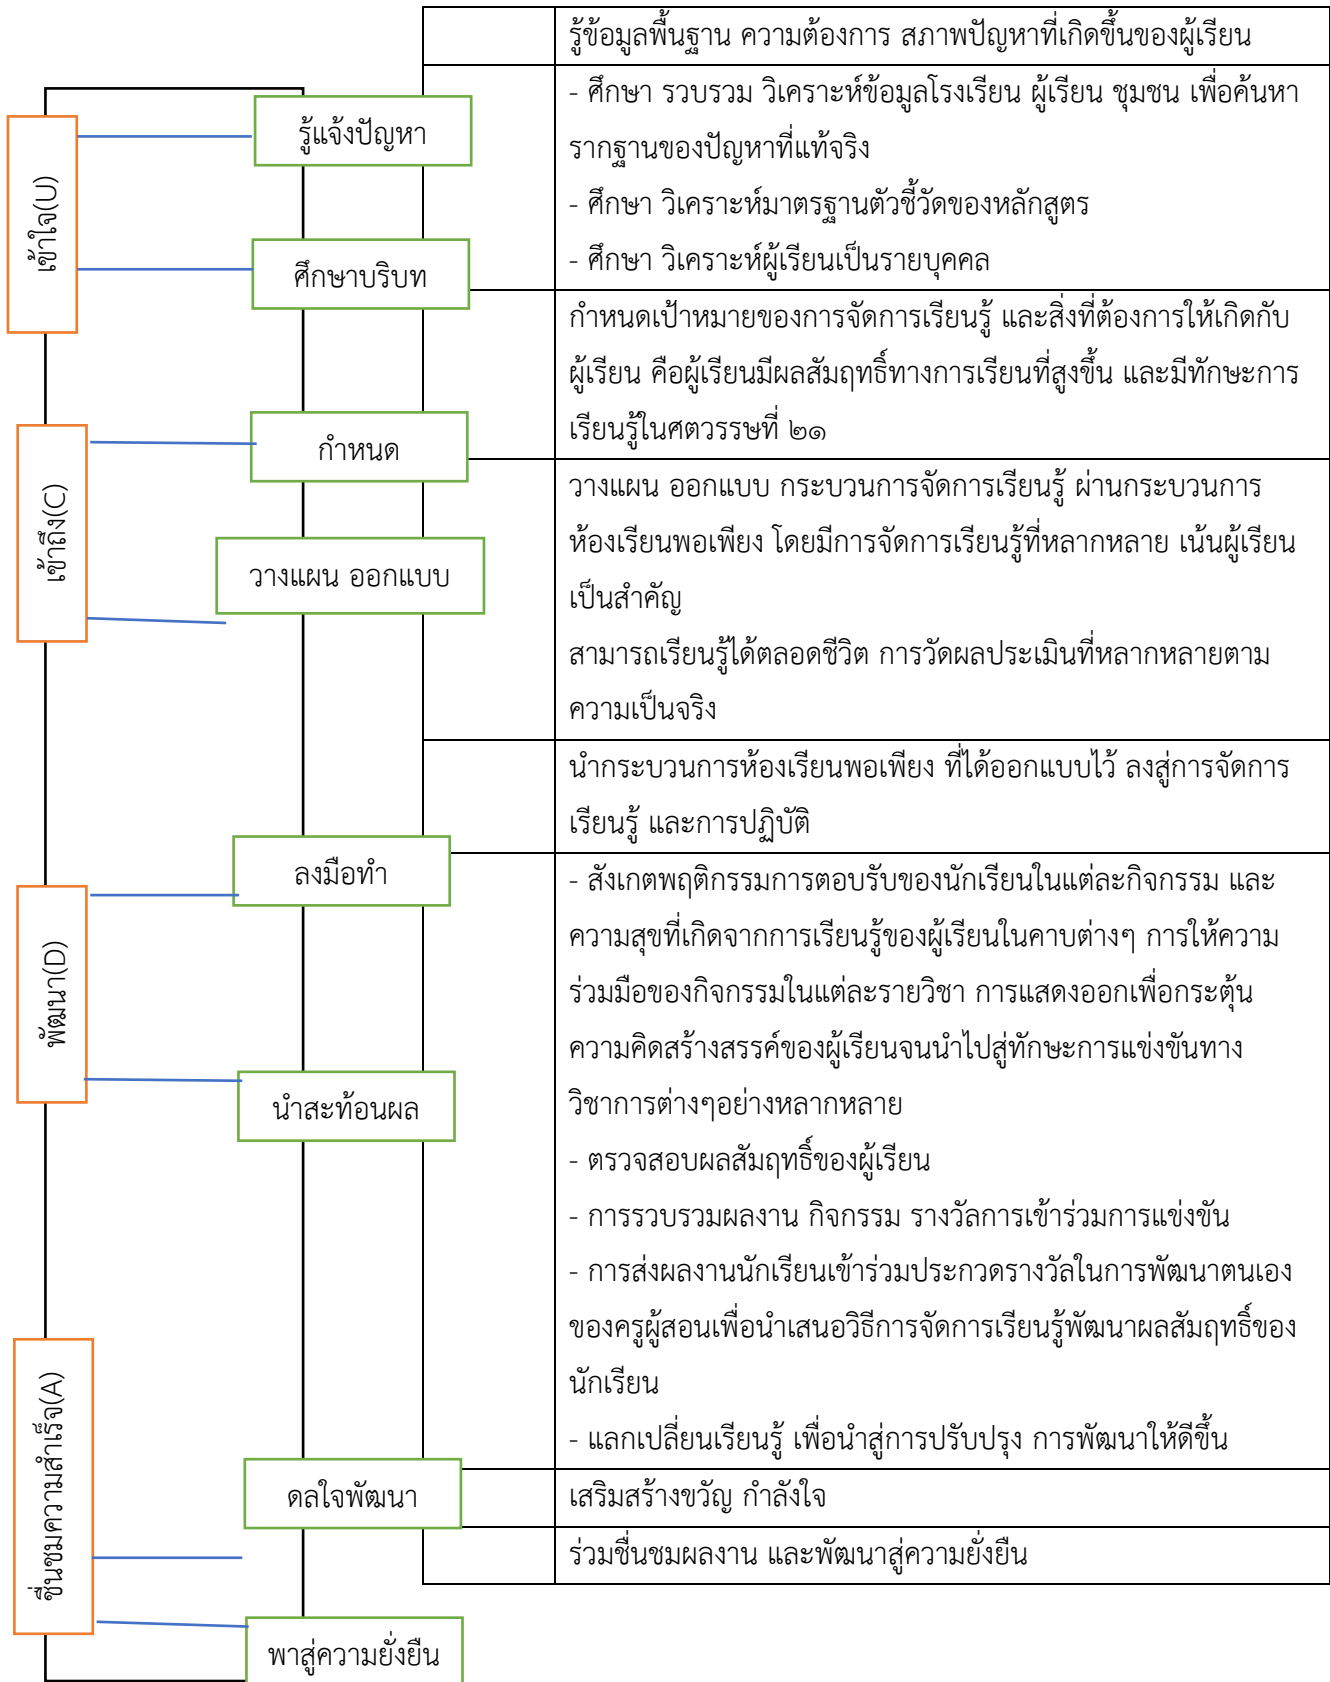 เข้าใจ(U)
เข้าถึง(C)
พัฒนา(D)
ชื่นชมความสำเร็จ(A)
รู้แจ้งปัญหา
ศึกษาบริบท
กำหนด
วางแผน ออกแบบ
ลงมือทำ
นำสะท้อนผล
ดลใจพัฒนา
พาสู่ความยั่งยืน
รู้ข้อมูลพื้นฐาน ความต้องการ สภาพปัญหาที่เกิดขึ้นของผู้เรียน
- ศึกษา รวบรวม วิเคราะห์ข้อมูลโรงเรียน ผู้เรียน ชุมชน เพื่อค้นหา
รากฐานของปัญหาที่แท้จริง
- ศึกษา วิเคราะห์มาตรฐานตัวชี้วัดของหลักสูตร
- ศึกษา วิเคราะห์ผู้เรียนเป็นรายบุคคล
กำหนดเป้าหมายของการจัดการเรียนรู้ และสิ่งที่ต้องการให้เกิดกับ
ผู้เรียน คือผู้เรียนมีผลสัมฤทธิ์ทางการเรียนที่สูงขึ้น และมีทักษะการ
เรียนรู้ในศตวรรษที่ ๒๑
วางแผน ออกแบบ กระบวนการจัดการเรียนรู้ ผ่านกระบวนการ
ห้องเรียนพอเพียง โดยมีการจัดการเรียนรู้ที่หลากหลาย เน้นผู้เรียน
เป็นสำคัญ
สามารถเรียนรู้ได้ตลอดชีวิต การวัดผลประเมินที่หลากหลายตาม
ความเป็นจริง
นำกระบวนการห้องเรียนพอเพียง ที่ได้ออกแบบไว้ ลงสู่การจัดการ
เรียนรู้ และการปฏิบัติ
- สังเกตพฤติกรรมการตอบรับของนักเรียนในแต่ละกิจกรรม และ
ความสุขที่เกิดจากการเรียนรู้ของผู้เรียนในคาบต่างๆ การให้ความ
ร่วมมือของกิจกรรมในแต่ละรายวิชา การแสดงออกเพื่อกระตุ้น
ความคิดสร้างสรรค์ของผู้เรียนจนนำไปสู่ทักษะการแข่งขันทาง
วิชาการต่างๆอย่างหลากหลาย
- ตรวจสอบผลสัมฤทธิ์ของผู้เรียน
- การรวบรวมผลงาน กิจกรรม รางวัลการเข้าร่วมการแข่งขัน
- การส่งผลงานนักเรียนเข้าร่วมประกวดรางวัลในการพัฒนาตนเอง
ของครูผู้สอนเพื่อนำเสนอวิธีการจัดการเรียนรู้พัฒนาผลสัมฤทธิ์ของ
นักเรียน
- แลกเปลี่ยนเรียนรู้ เพื่อนำสู่การปรับปรุง การพัฒนาให้ดีขึ้น
เสริมสร้างขวัญ กำลังใจ
ร่วมชื่นชมผลงาน และพัฒนาสู่ความยั่งยืน